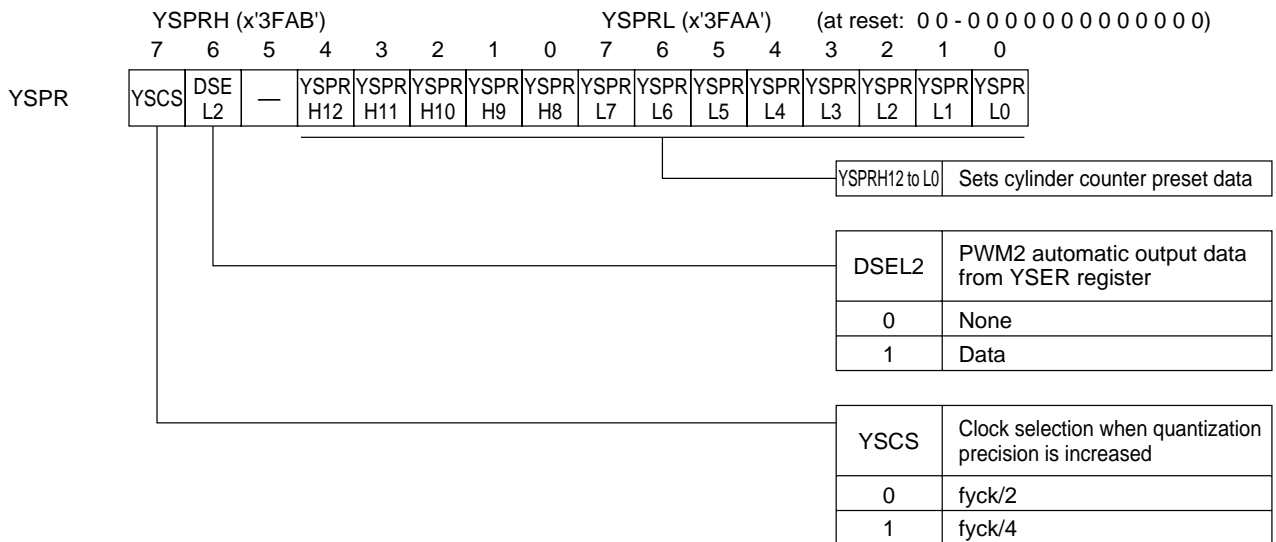 YSPRH (x'3FAB') YSPRL (x'3FAA') (at reset: 0 0 - 0 0 0 0 0 0 0 0 0 0 0 0 0)
7 6 5 4 3 2 1 0 7 6 5 4 3 2 1 0
YSPR YSCS DSE L2 — YSPR H12 YSPR H11 YSPR H10 YSPR H9 YSPR H8 YSPR L7 YSPR L6 YSPR L5 YSPR L4 YSPR L3 YSPR L2 YSPR L1 YSPR L0
YSPRH12 to L0 Sets cylinder counter preset data
DSEL2 PWM2 automatic output data
from YSER register
0 None
1 Data
YSCS Clock selection when quantization
precision is increased
0 fyck/2
1 fyck/4